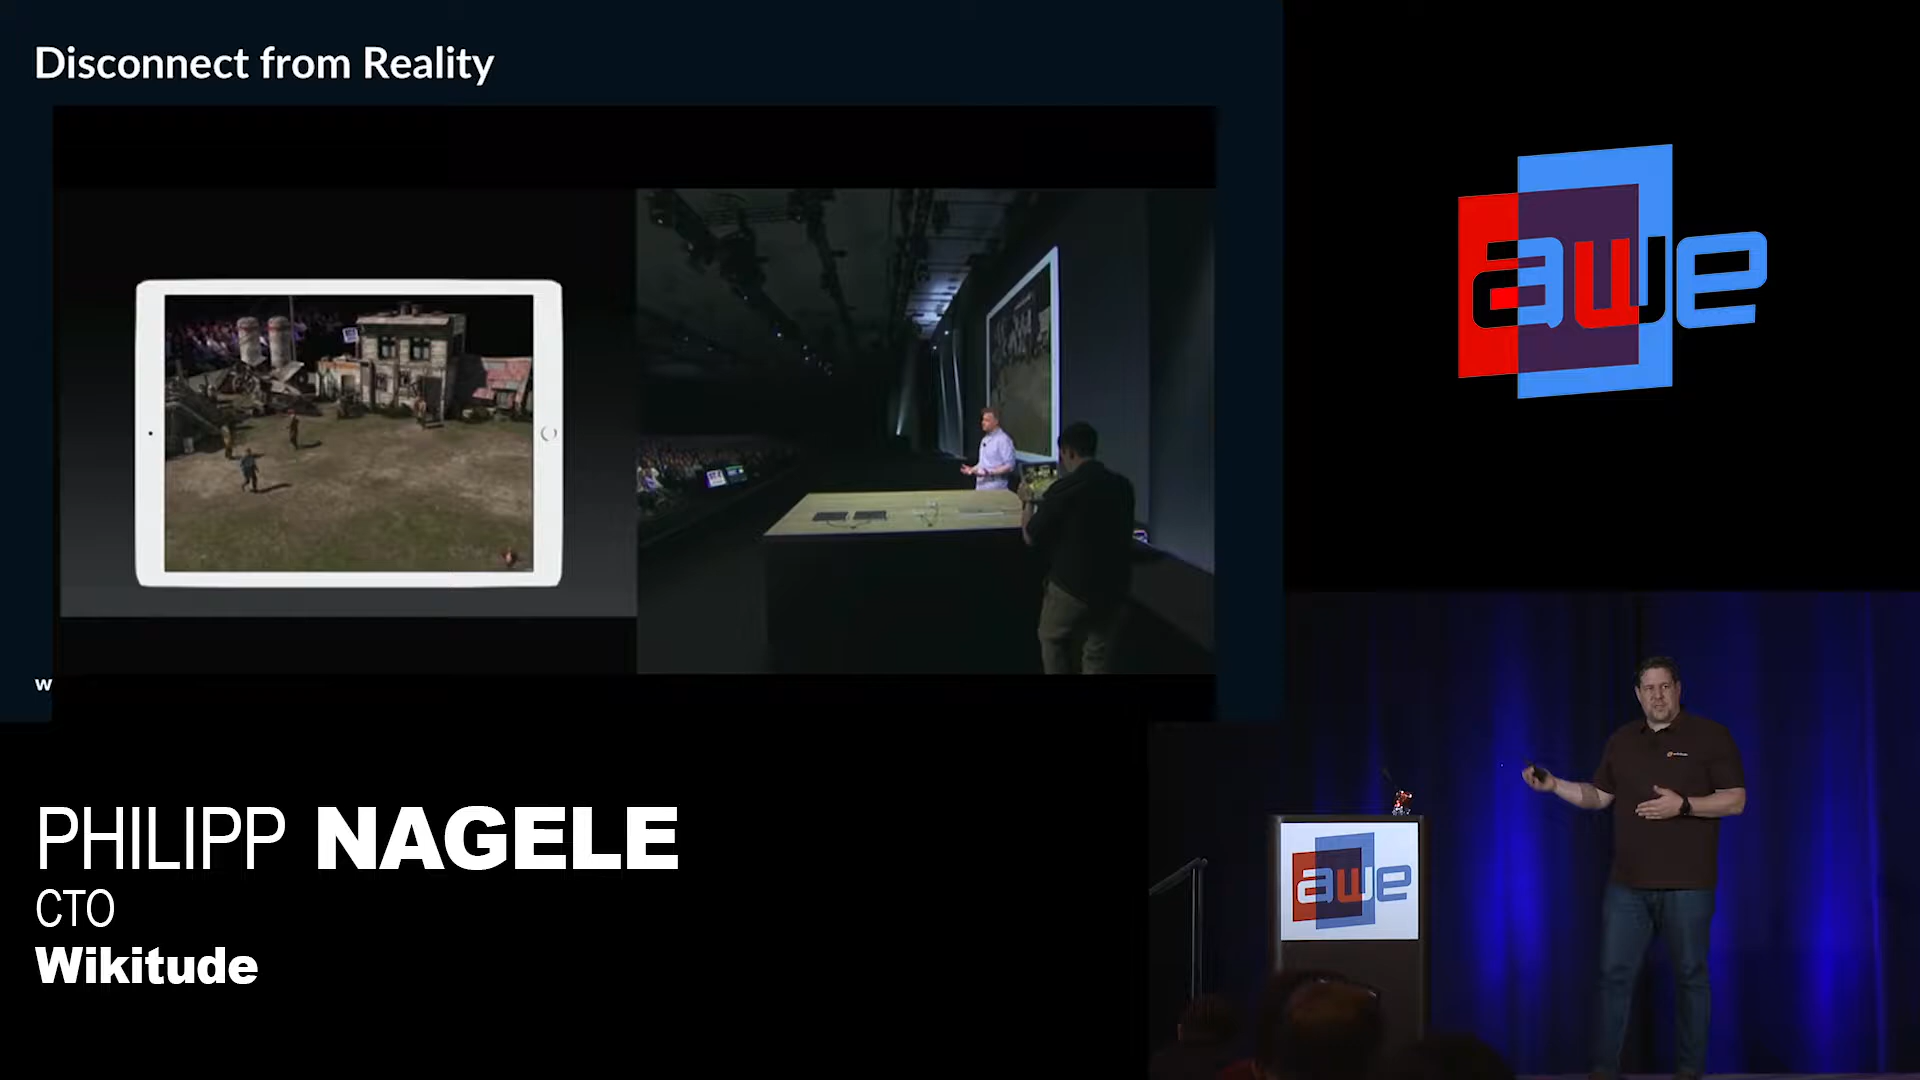 Disconnect from Reality
w
awe
PHILIPP NAGELE
CTO
Wikitude
awe